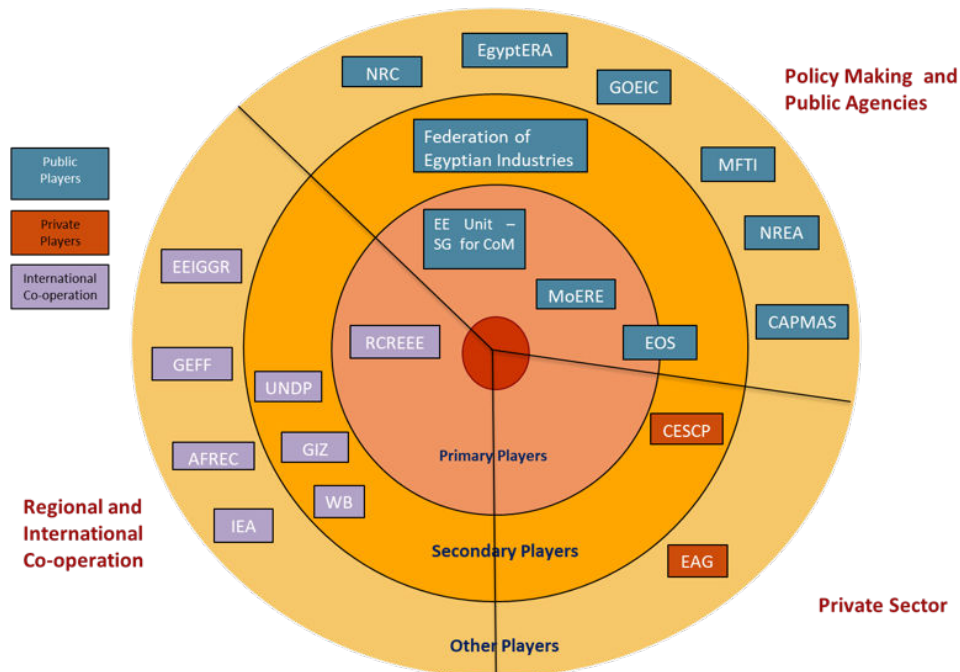 EgyptERA
NRC
GOEIC
Policy Making and
Public Agencies
Federation of
Egyptian Industries
MFTI
Public
Players
Private
Players
International
Co-operation
EE Unit –
SG for CoM
NREA
EEIGGR
MoERE
CAPMAS
RCREEE
EOS
GEFF
UNDP
CESCP
GIZ
AFREC
Primary Players
WB
IEA
Regional and
International
Co-operation
Secondary Players
EAG
Private Sector
Other Players